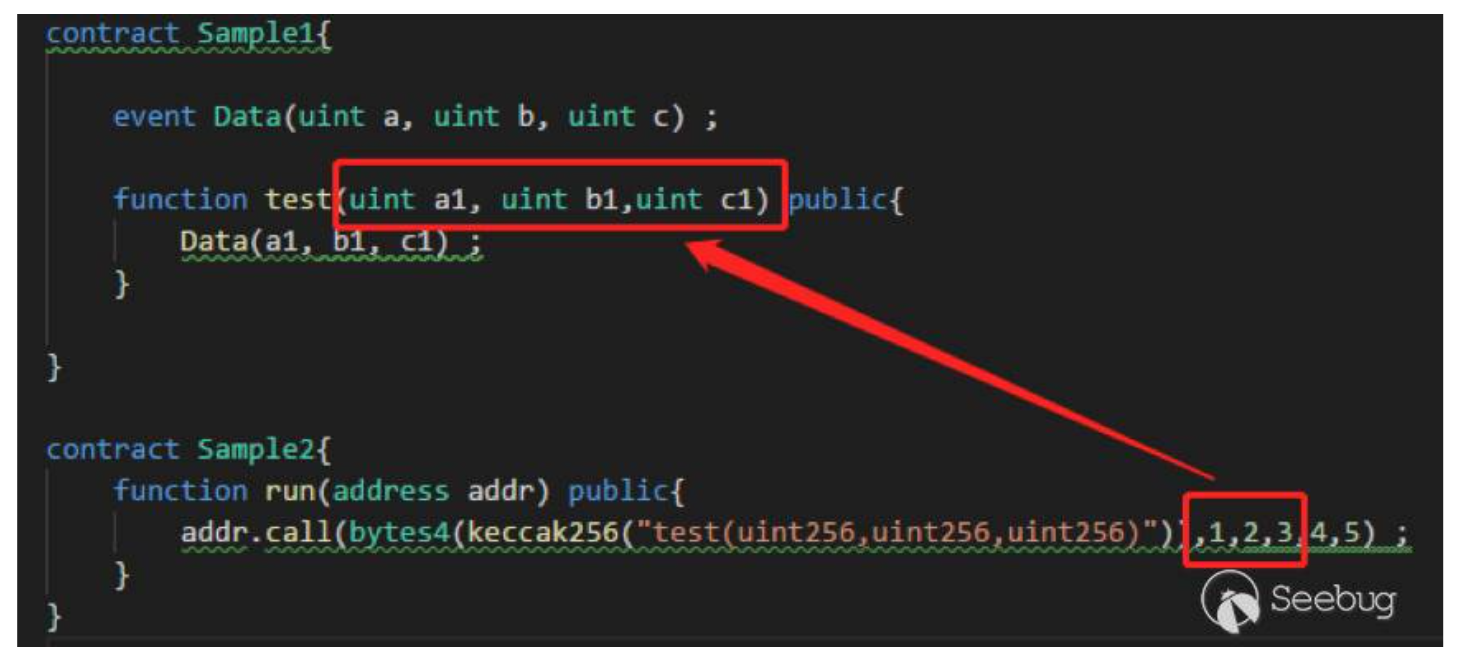 contract Sample1{
event Data(uint a, uint b, uint c) ;
function test(uint a1, uint b1,uint c1) public{
Data(a1, b1, c1) ;
}
}
contract Sample2{
function run(address addr) public{
addr.call(bytes4(keccak256("test(uint256,uint256,uint256)")),1,2,3,4,5) ;
}
}
Seebug